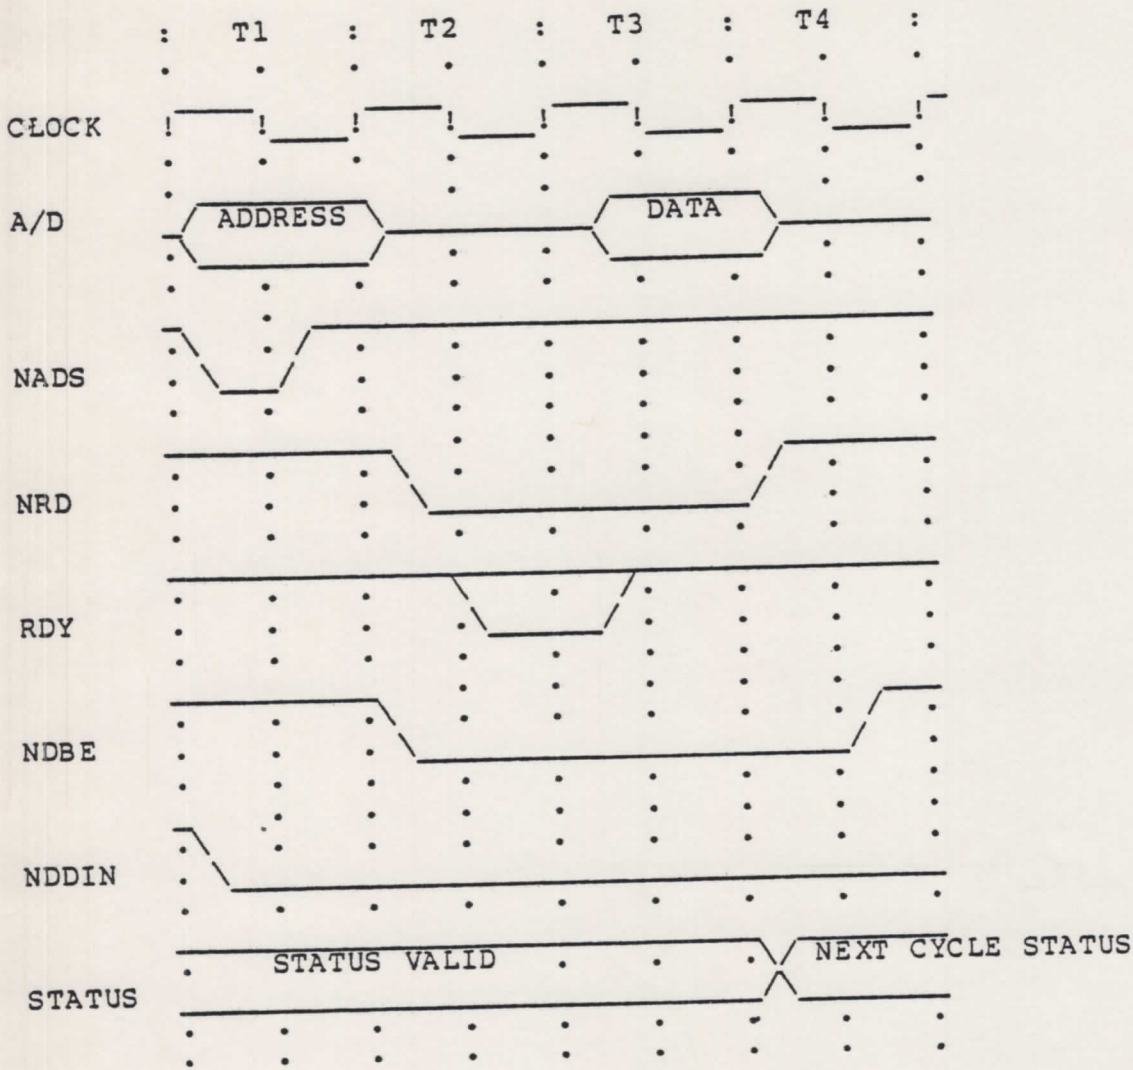 T1 T2 T3 T4
CLOCK
A/D ADDRESS DATA
NADS
NRD
RDY
NDBE
NDDIN
STATUS VALID NEXT CYCLE STATUS
STATUS